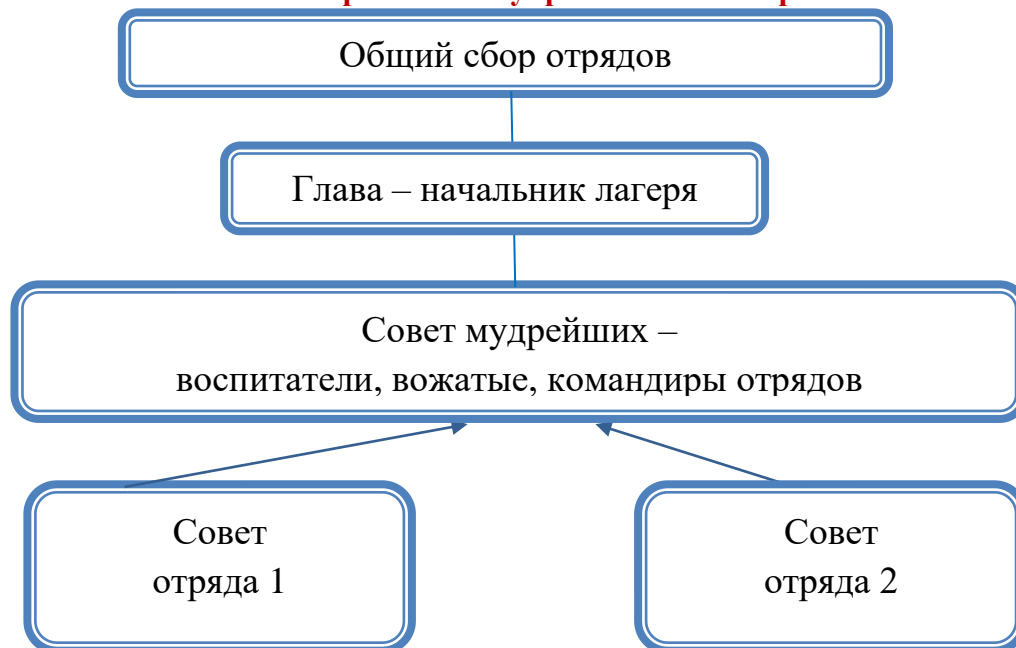 Общий сбор отрядов
Глава – начальник лагеря
Совет мудрейших –
воспитатели, вожатые, командиры отрядов
Совет
отряда 1
Совет
отряда 2